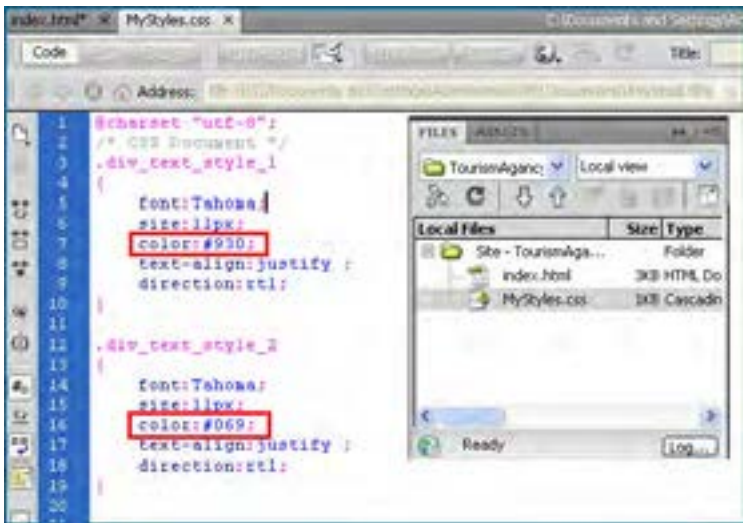 index.html* MyStyles.css
Code Title:
Address:
1 @charset "utf-8";
2 /* CSS Document */
3 .div_text_style_1
4 {
5 font:Tahoma;
6 size:11px;
7 color:#930;
8 text-align:justify ;
9 direction:rtl;
10 }
11
12 .div_text_style_2
13 {
14 font:Tahoma;
15 size:11px;
16 color:#069;
17 text-align:justify ;
18 direction:rtl;
19 }
20
FILES ASSETS
TourismAganc Local view
Local Files Size Type
Site - TourismAga... Folder
index.html 3KB HTML Do
MyStyles.css 1KB Cascadin
Ready Log...